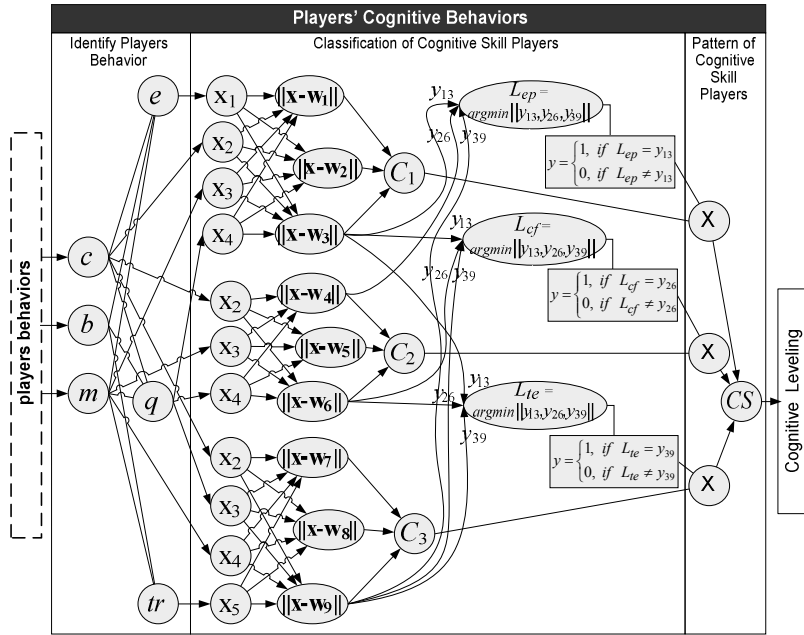 Players' Cognitive Behaviors
Identify Players
Behavior
Classification of Cognitive Skill Players
Pattern of
Cognitive
Skill
Players
players behaviors
e
c
b
m
q
tr
x1
x2
x3
x4
||x-w1||
||x-w2||
||x-w3||
C1
x2
x3
x4
||x-w4||
||x-w5||
||x-w6||
C2
x2
x3
x4
x5
||x-w7||
||x-w8||
||x-w9||
C3
y13
y26
y39
Lep =
argmin||y13,y26,y39||
y = { 1, if Lep = y13
0, if Lep ≠ y13
y13
y26
y39
Lcf =
argmin||y13,y26,y39||
y = { 1, if Lcf = y26
0, if Lcf ≠ y26
y13
y26
y39
Lte =
argmin||y13,y26,y39||
y = { 1, if Lte = y39
0, if Lte ≠ y39
X
X
X
CS
Cognitive Leveling